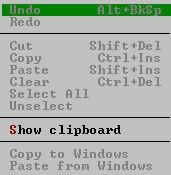 Undo Alt+BkSp
Redo
Cut Shift+Del
Copy Ctrl+Ins
Paste Shift+Ins
Clear Ctrl+Del
Select All
Unselect
Show clipboard
Copy to Windows
Paste from Windows